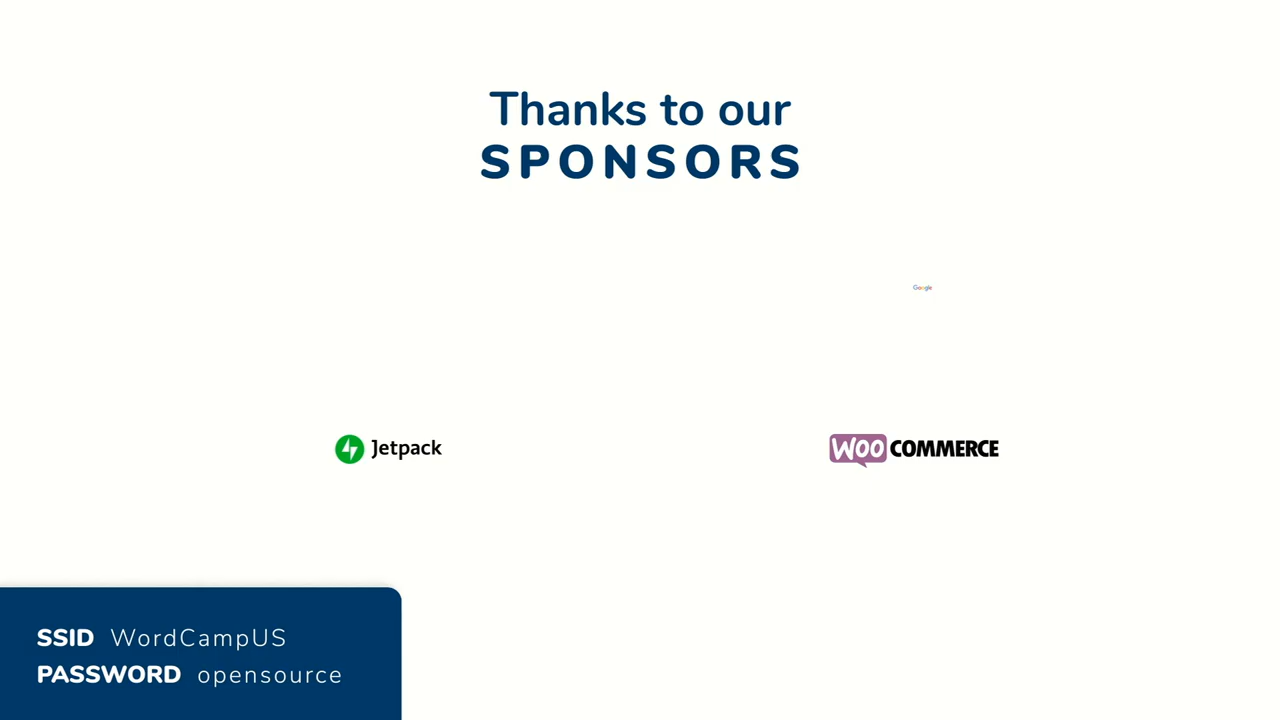 Thanks to our
SPONSORS
Google
Jetpack
WOO COMMERCE
SSID WordCampUS
PASSWORD opensource